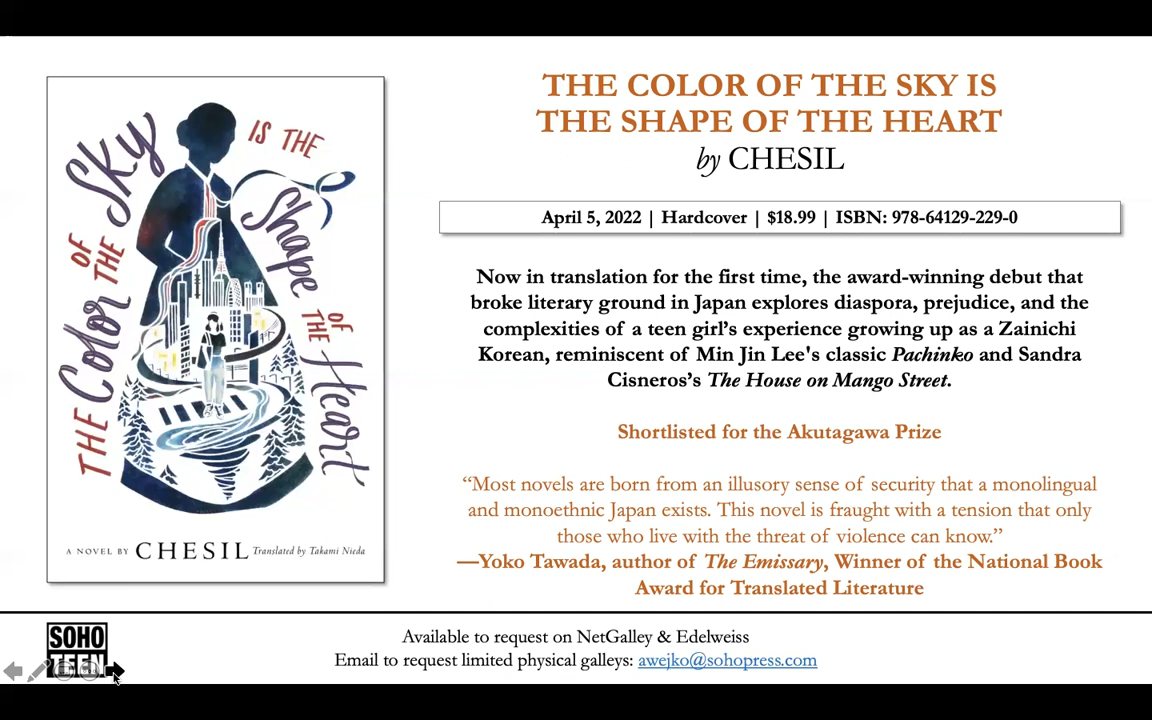 THE COLOR OF THE SKY IS
THE SHAPE OF THE HEART
by CHESIL
April 5, 2022 | Hardcover | $18.99 | ISBN: 978-64129-229-0
Now in translation for the first time, the award-winning debut that
broke literary ground in Japan explores diaspora, prejudice, and the
complexities of a teen girl’s experience growing up as a Zainichi
Korean, reminiscent of Min Jin Lee's classic Pachinko and Sandra
Cisneros’s The House on Mango Street.
Shortlisted for the Akutagawa Prize
“Most novels are born from an illusory sense of security that a monolingual
and monoethnic Japan exists. This novel is fraught with a tension that only
those who live with the threat of violence can know.”
—Yoko Tawada, author of The Emissary, Winner of the National Book
Award for Translated Literature
THE Color
OF THE
Sky
IS THE
Shape
OF THE
Heart
A NOVEL BY CHESIL Translated by Takami Nieda
SOHO
TEEN
Available to request on NetGalley & Edelweiss
Email to request limited physical galleys: awejko@sohopress.com